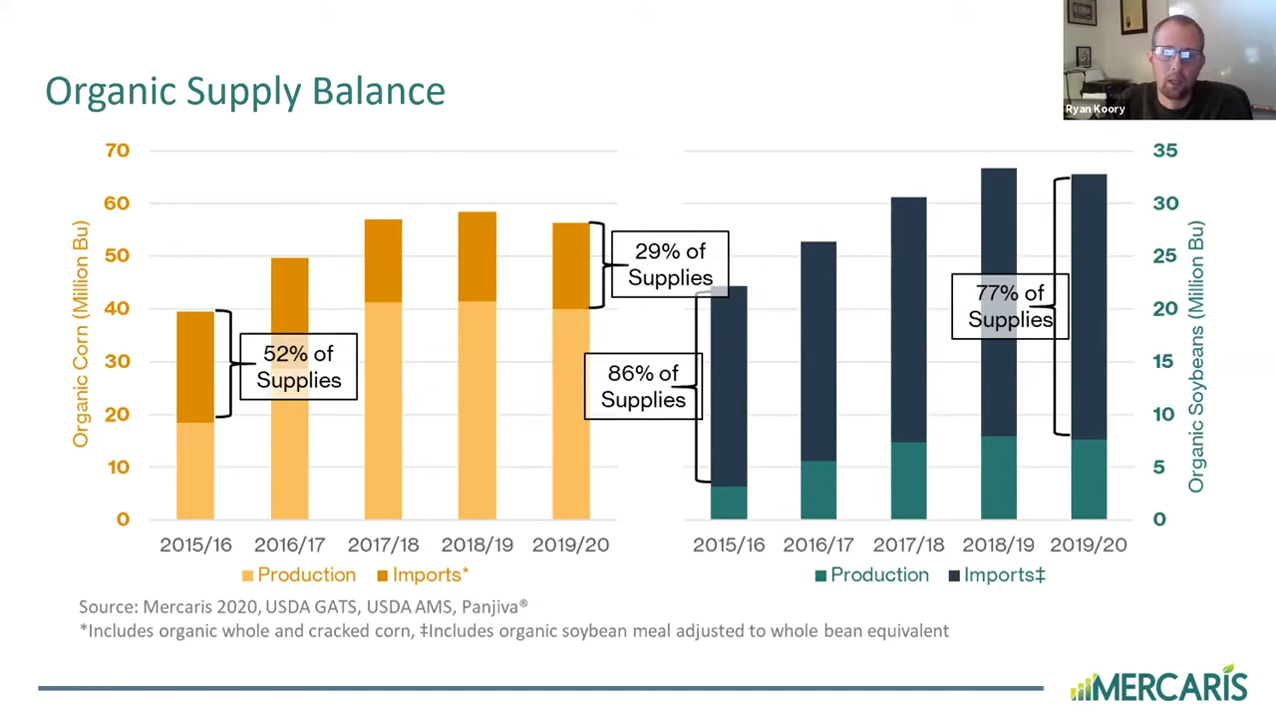 Organic Supply Balance
Ryan Koory
70
60
50
40
30
20
10
0
Organic Corn (Million Bu)
52% of
Supplies
29% of
Supplies
2015/16 2016/17 2017/18 2018/19 2019/20
Production Imports*
86% of
Supplies
77% of
Supplies
35
30
25
20
15
10
5
0
Organic Soybeans (Million Bu)
2015/16 2016/17 2017/18 2018/19 2019/20
Production Imports‡
Source: Mercaris 2020, USDA GATS, USDA AMS, Panjiva®
*Includes organic whole and cracked corn, ‡Includes organic soybean meal adjusted to whole bean equivalent
MERCARIS